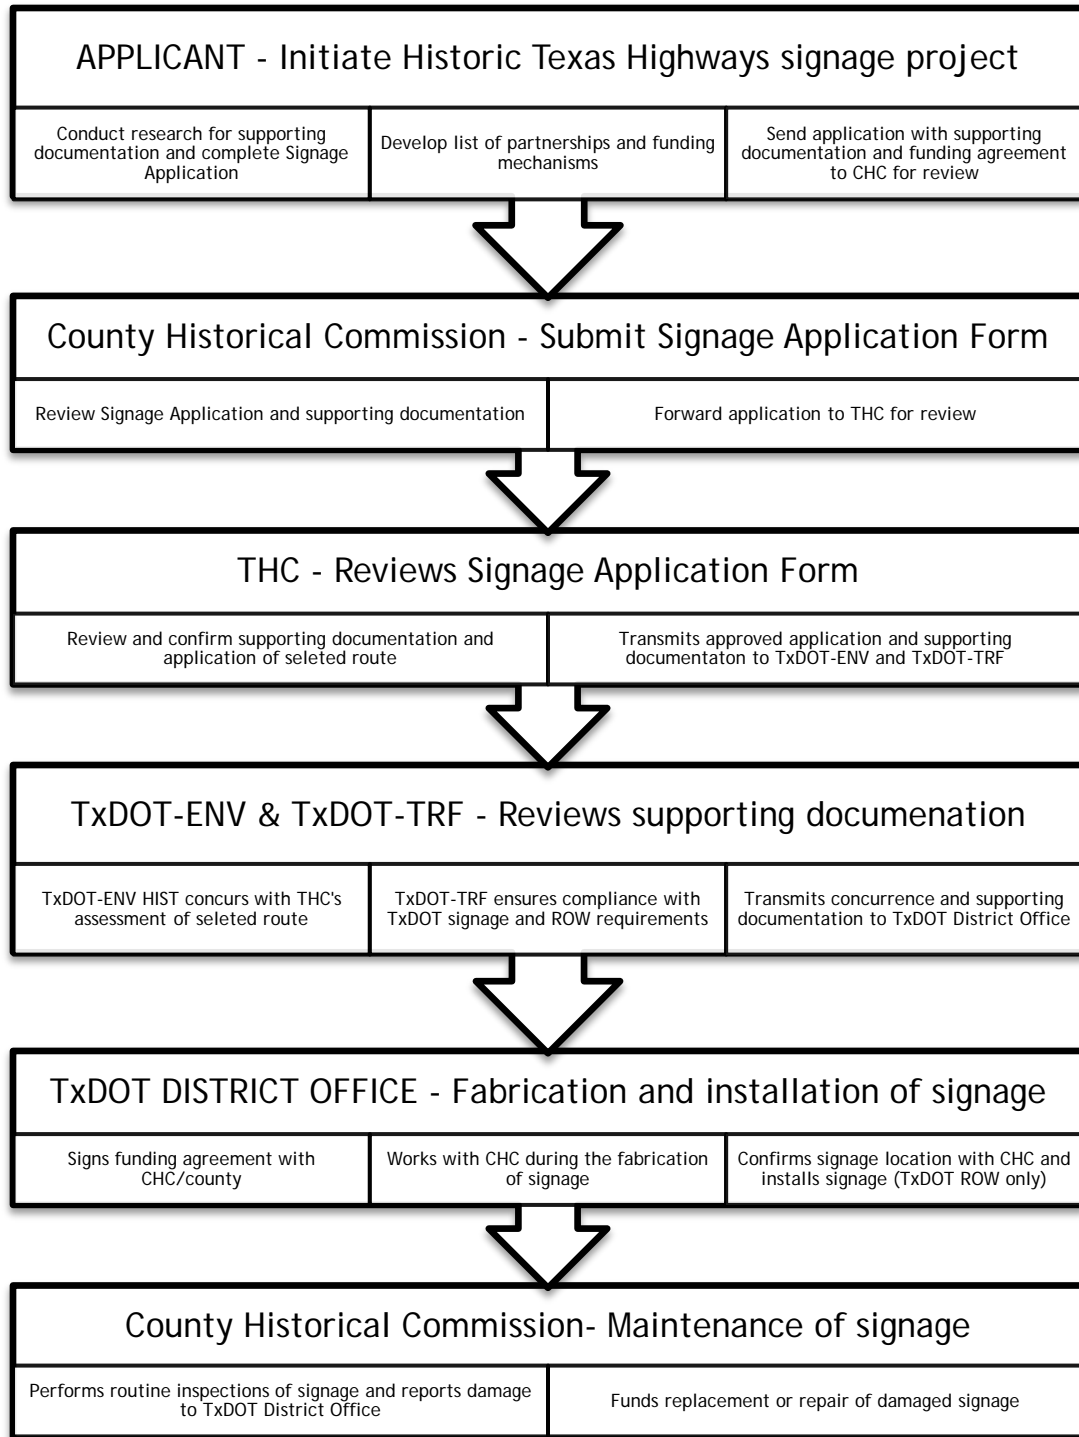 APPLICANT - Initiate Historic Texas Highways signage project
Conduct research for supporting
documentation and complete Signage
Application
Develop list of partnerships and funding
mechanisms
Send application with supporting
documentation and funding agreement
to CHC for review
County Historical Commission - Submit Signage Application Form
Review Signage Application and supporting documentation
Forward application to THC for review
THC - Reviews Signage Application Form
Review and confirm supporting documentation and
application of seleted route
Transmits approved application and supporting
documentaton to TxDOT-ENV and TxDOT-TRF
TxDOT-ENV & TxDOT-TRF - Reviews supporting documenation
TxDOT-ENV HIST concurs with THC's
assessment of seleted route
TxDOT-TRF ensures compliance with
TxDOT signage and ROW requirements
Transmits concurrence and supporting
documentation to TxDOT District Office
TxDOT DISTRICT OFFICE - Fabrication and installation of signage
Signs funding agreement with
CHC/county
Works with CHC during the fabrication
of signage
Confirms signage location with CHC and
installs signage (TxDOT ROW only)
County Historical Commission- Maintenance of signage
Performs routine inspections of signage and reports damage
to TxDOT District Office
Funds replacement or repair of damaged signage